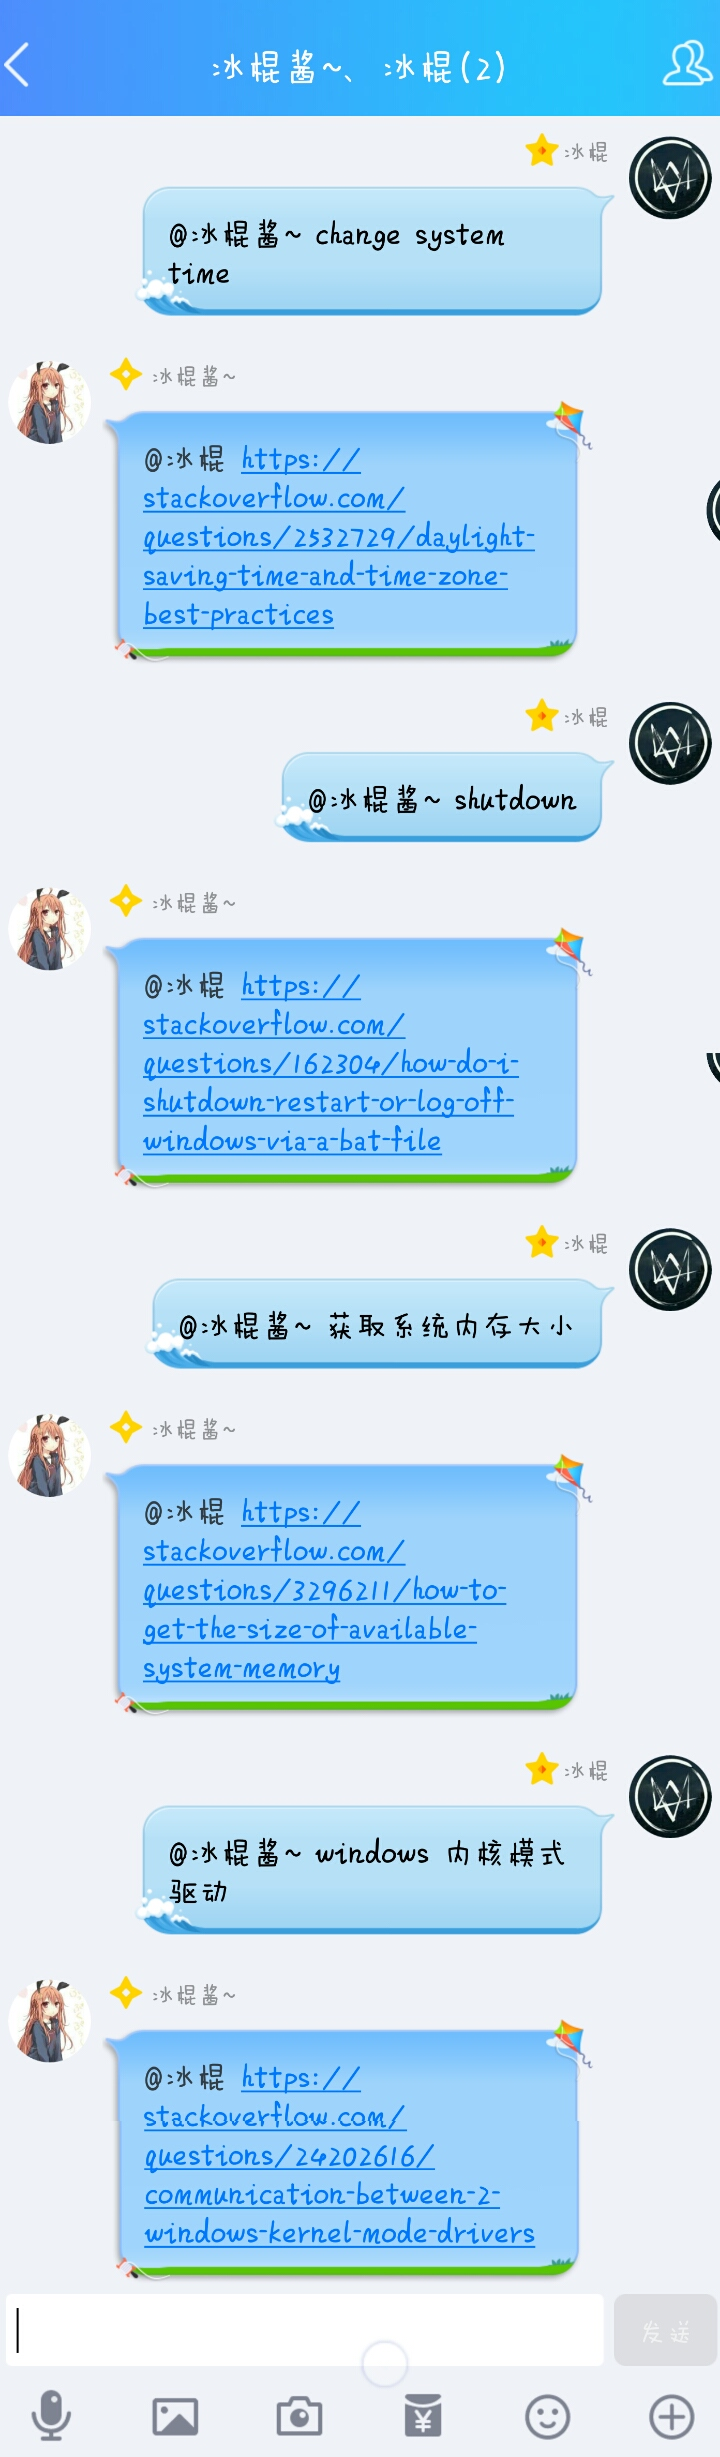 冰棍酱~、冰棍(2)
冰棍
@冰棍酱~ change system
time
冰棍酱~
@冰棍 https://
stackoverflow.com/
questions/2532729/daylight-
saving-time-and-time-zone-
best-practices
冰棍
@冰棍酱~ shutdown
冰棍酱~
@冰棍 https://
stackoverflow.com/
questions/162304/how-do-i-
shutdown-restart-or-log-off-
windows-via-a-bat-file
冰棍
@冰棍酱~ 获取系统内存大小
冰棍酱~
@冰棍 https://
stackoverflow.com/
questions/3296211/how-to-
get-the-size-of-available-
system-memory
冰棍
@冰棍酱~ windows 内核模式
驱动
冰棍酱~
@冰棍 https://
stackoverflow.com/
questions/24202616/
communication-between-2-
windows-kernel-mode-drivers
发送